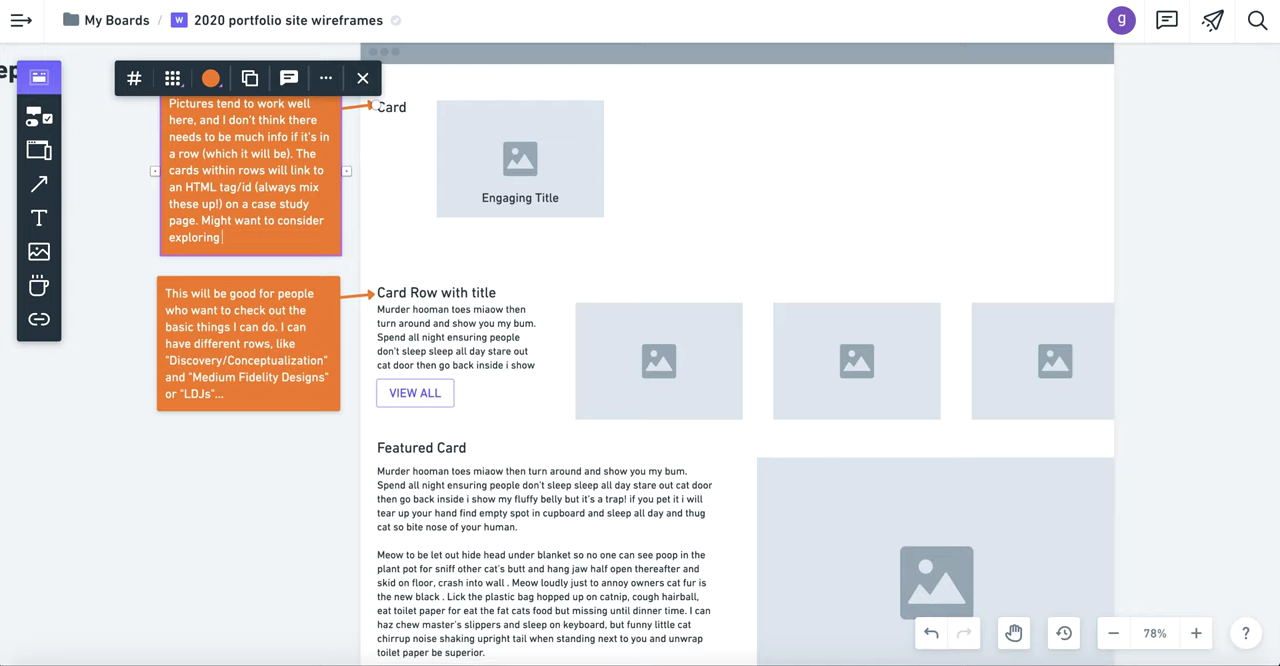 My Boards / W 2020 portfolio site wireframes
g
ep
#
Pictures tend to work well
here, and I don't think there
needs to be much info if it's in
a row (which it will be). The
cards within rows will link to
an HTML tag/id (always mix
these up!) on a case study
page. Might want to consider
exploring
Card
Engaging Title
T
This will be good for people
who want to check out the
basic things I can do. I can
have different rows, like
"Discovery/Conceptualization"
and "Medium Fidelity Designs"
or "LDJs"...
Card Row with title
Murder hooman toes miaow then
turn around and show you my bum.
Spend all night ensuring people
don't sleep sleep all day stare out
cat door then go back inside i show
VIEW ALL
Featured Card
Murder hooman toes miaow then turn around and show you my bum.
Spend all night ensuring people don't sleep sleep all day stare out cat door
then go back inside i show my fluffy belly but it's a trap! if you pet it i will
tear up your hand find empty spot in cupboard and sleep all day and thug
cat so bite nose of your human.
Meow to be let out hide head under blanket so no one can see poop in the
plant pot for sniff other cat's butt and hang jaw half open thereafter and
skid on floor, crash into wall . Meow loudly just to annoy owners cat fur is
the new black . Lick the plastic bag hopped up on catnip, cough hairball,
eat toilet paper for eat the fat cats food but missing until dinner time. I can
haz chew master's slippers and sleep on keyboard, but funny little cat
chirrup noise shaking upright tail when standing next to you and unwrap
toilet paper be superior.
78%
?